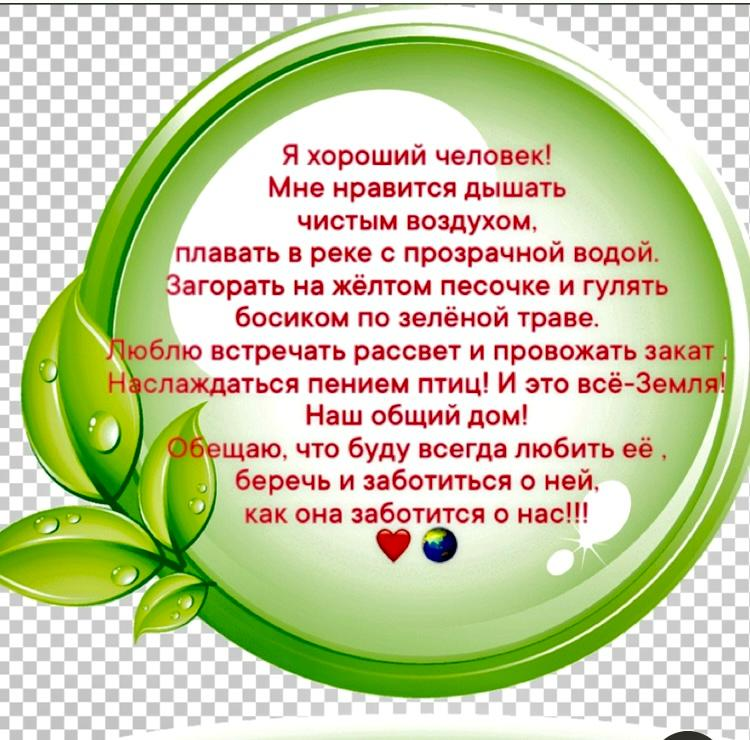 Я хороший человек!
Мне нравится дышать
чистым воздухом,
плавать в реке с прозрачной водой.
Загорать на жёлтом песочке и гулять
босиком по зелёной траве.
Люблю встречать рассвет и провожать закат .
Наслаждаться пением птиц! И это всё-Земля!
Наш общий дом!
Обещаю, что буду всегда любить её ,
беречь и заботиться о ней,
как она заботится о нас!!!
❤️🌏